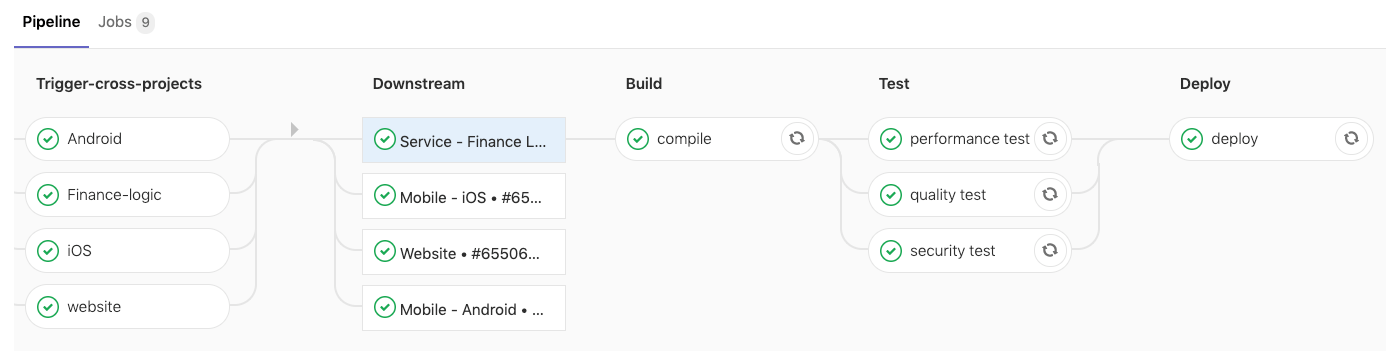 Pipeline
Jobs 9
Trigger-cross-projects
Android
Finance-logic
iOS
website
Downstream
Service - Finance L...
Mobile - iOS • #65...
Website • #65506...
Mobile - Android • ...
Build
compile
Test
performance test
quality test
security test
Deploy
deploy